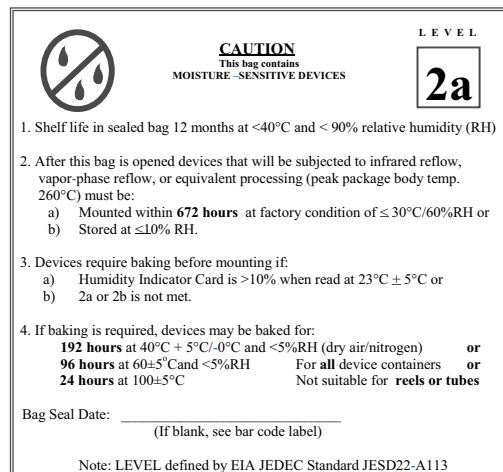 LEVEL
CAUTION
This bag contains
MOISTURE –SENSITIVE DEVICES
2a
1. Shelf life in sealed bag 12 months at <40°C and < 90% relative humidity (RH)
2. After this bag is opened devices that will be subjected to infrared reflow,
vapor-phase reflow, or equivalent processing (peak package body temp.
260°C) must be:
a) Mounted within 672 hours at factory condition of ≤ 30°C/60%RH or
b) Stored at ≤10% RH.
3. Devices require baking before mounting if:
a) Humidity Indicator Card is >10% when read at 23°C ± 5°C or
b) 2a or 2b is not met.
4. If baking is required, devices may be baked for:
192 hours at 40°C + 5°C/-0°C and <5%RH (dry air/nitrogen) or
96 hours at 60±5°Cand <5%RH For all device containers or
24 hours at 100±5°C Not suitable for reels or tubes
Bag Seal Date: ______________________________
(If blank, see bar code label)
Note: LEVEL defined by EIA JEDEC Standard JESD22-A113